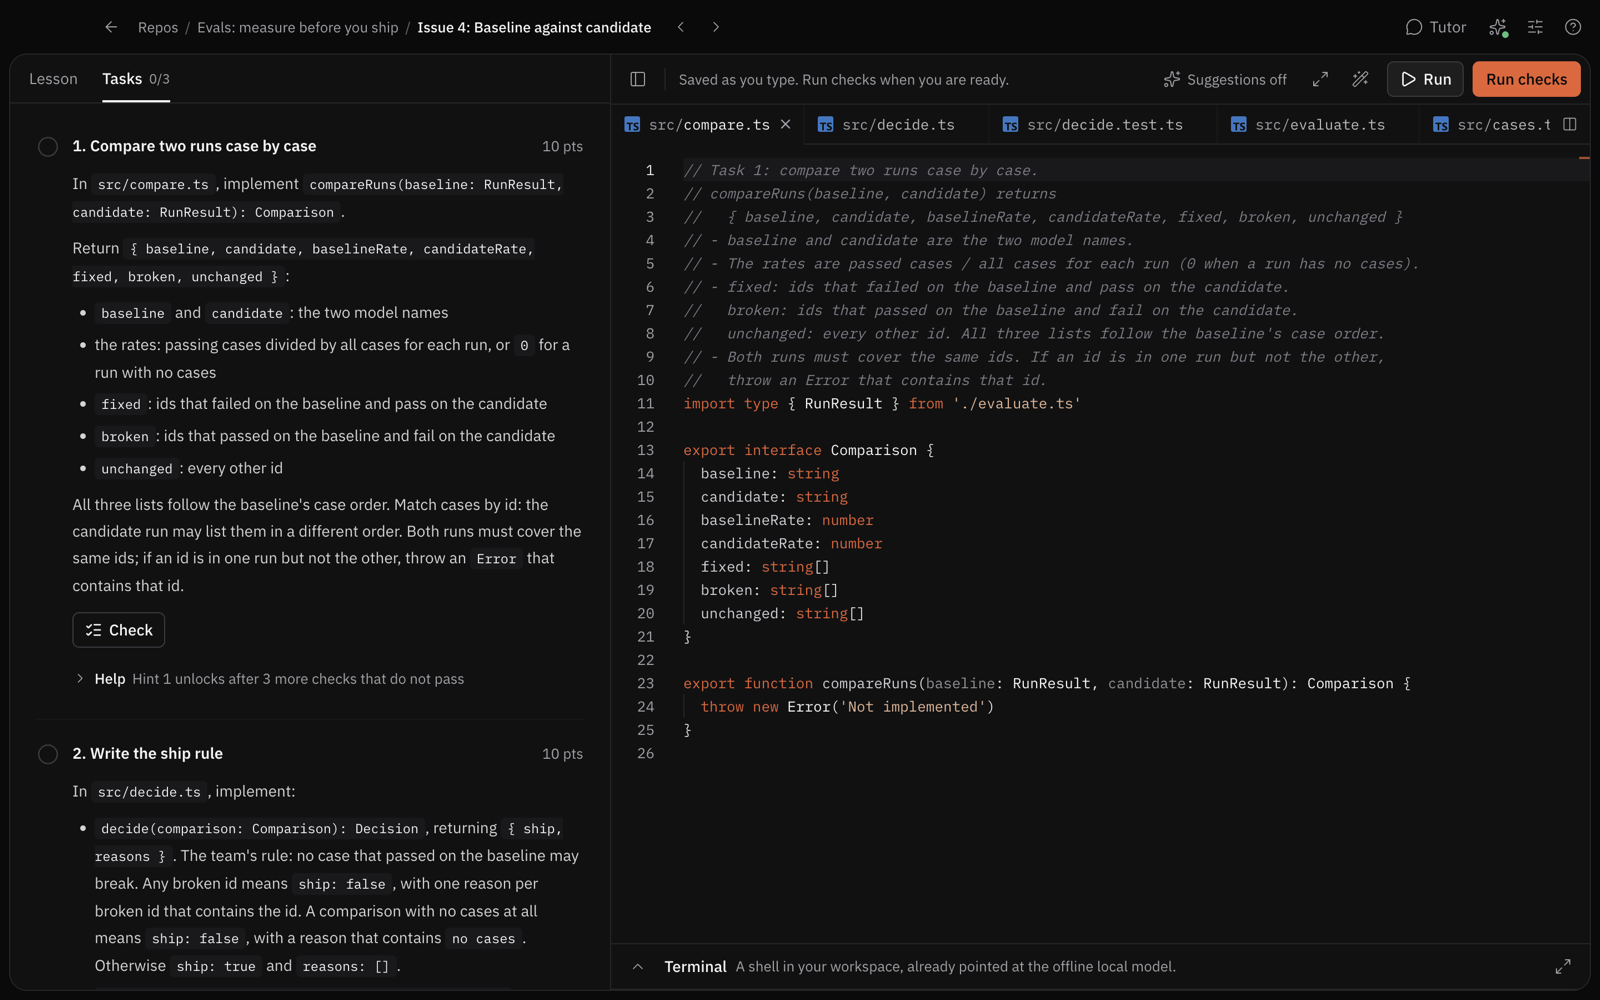 Repos / Evals: measure before you ship / Issue 4: Baseline against candidate
Tutor
Lesson
Tasks 0/3
1. Compare two runs case by case
10 pts
In src/compare.ts, implement compareRuns(baseline: RunResult,
candidate: RunResult): Comparison.
Return { baseline, candidate, baselineRate, candidateRate,
fixed, broken, unchanged }:
• baseline and candidate: the two model names
• the rates: passing cases divided by all cases for each run, or 0 for a
run with no cases
• fixed: ids that failed on the baseline and pass on the candidate
• broken: ids that passed on the baseline and fail on the candidate
• unchanged: every other id
All three lists follow the baseline's case order. Match cases by id: the
candidate run may list them in a different order. Both runs must cover the
same ids; if an id is in one run but not the other, throw an Error that
contains that id.
Check
Help Hint 1 unlocks after 3 more checks that do not pass
2. Write the ship rule
10 pts
In src/decide.ts, implement:
• decide(comparison: Comparison): Decision, returning { ship,
reasons }. The team's rule: no case that passed on the baseline may
break. Any broken id means ship: false, with one reason per
broken id that contains the id. A comparison with no cases at all
means ship: false, with a reason that contains no cases.
Otherwise ship: true and reasons: [].
Saved as you type. Run checks when you are ready.
Suggestions off
Run
Run checks
TS src/compare.ts
TS src/decide.ts
TS src/decide.test.ts
TS src/evaluate.ts
TS src/cases.t
1 // Task 1: compare two runs case by case.
2 // compareRuns(baseline, candidate) returns
3 //   { baseline, candidate, baselineRate, candidateRate, fixed, broken, unchanged }
4 // - baseline and candidate are the two model names.
5 // - The rates are passed cases / all cases for each run (0 when a run has no cases).
6 // - fixed: ids that failed on the baseline and pass on the candidate.
7 //   broken: ids that passed on the baseline and fail on the candidate.
8 //   unchanged: every other id. All three lists follow the baseline's case order.
9 // - Both runs must cover the same ids. If an id is in one run but not the other,
10 //   throw an Error that contains that id.
11 import type { RunResult } from './evaluate.ts'
12
13 export interface Comparison {
14   baseline: string
15   candidate: string
16   baselineRate: number
17   candidateRate: number
18   fixed: string[]
19   broken: string[]
20   unchanged: string[]
21 }
22
23 export function compareRuns(baseline: RunResult, candidate: RunResult): Comparison {
24   throw new Error('Not implemented')
25 }
26
Terminal A shell in your workspace, already pointed at the offline local model.